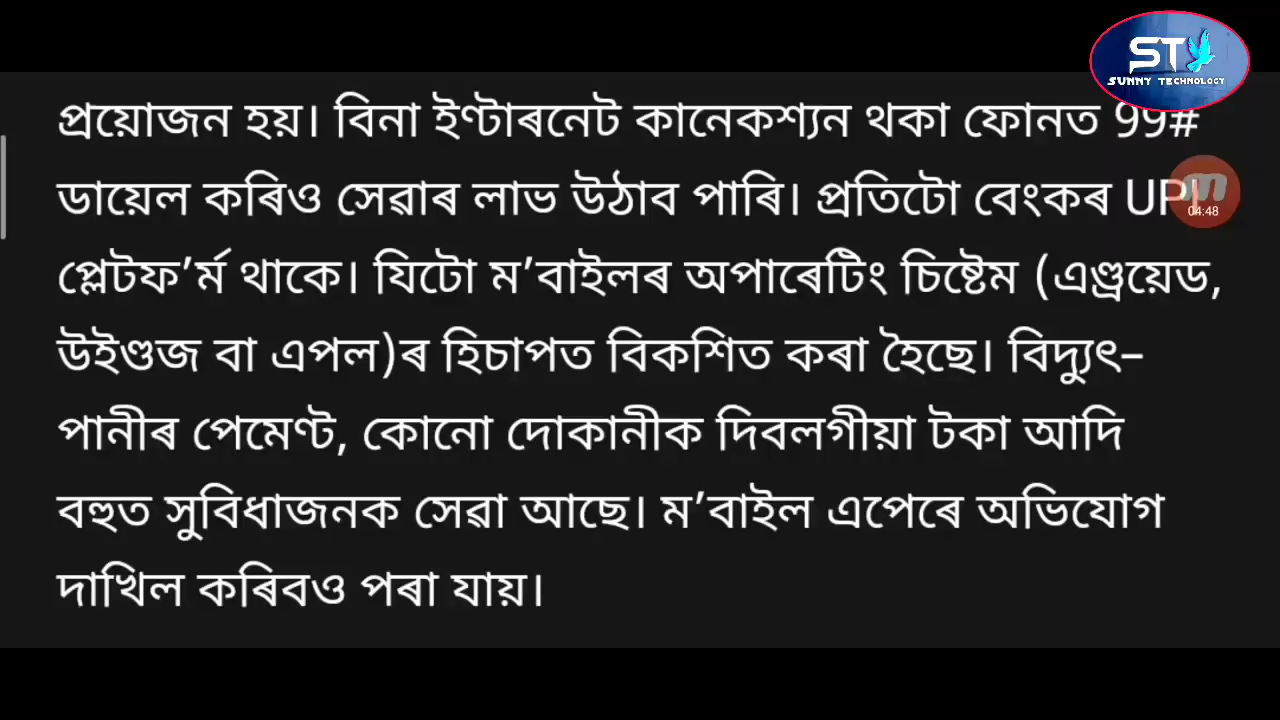 ST
SUNNY TECHNOLOGY
প্ৰয়োজন হয়। বিনা ইণ্টাৰনেট কানেকশ্যন থকা ফোনত 99#
ডায়েল কৰিও সেৱাৰ লাভ উঠাব পাৰি। প্ৰতিটো বেংকৰ UPI
04:48
প্লেটফ’ৰ্ম থাকে। যিটো ম’বাইলৰ অপাৰেটিং চিষ্টেম (এণ্ড্ৰয়েড,
উইণ্ডজ বা এপল)ৰ হিচাপত বিকশিত কৰা হৈছে। বিদ্যুৎ–
পানীৰ পেমেণ্ট, কোনো দোকানীক দিবলগীয়া টকা আদি
বহুত সুবিধাজনক সেৱা আছে। ম’বাইল এপেৰে অভিযোগ
দাখিল কৰিবও পৰা যায়।